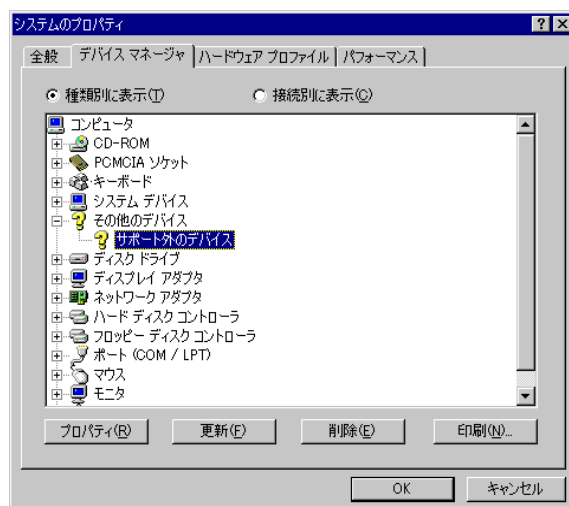 システムのプロパティ
全般 デバイス マネージャ ハードウェア プロファイル パフォーマンス
種類別に表示(T) 接続別に表示(C)
コンピュータ
CD-ROM
PCMCIA ソケット
キーボード
システム デバイス
その他のデバイス
サポート外のデバイス
ディスク ドライブ
ディスプレイ アダプタ
ネットワーク アダプタ
ハード ディスク コントローラ
フロッピー ディスク コントローラ
ポート (COM / LPT)
マウス
モニタ
プロパティ(R) 更新(F) 削除(E) 印刷(N)...
OK キャンセル